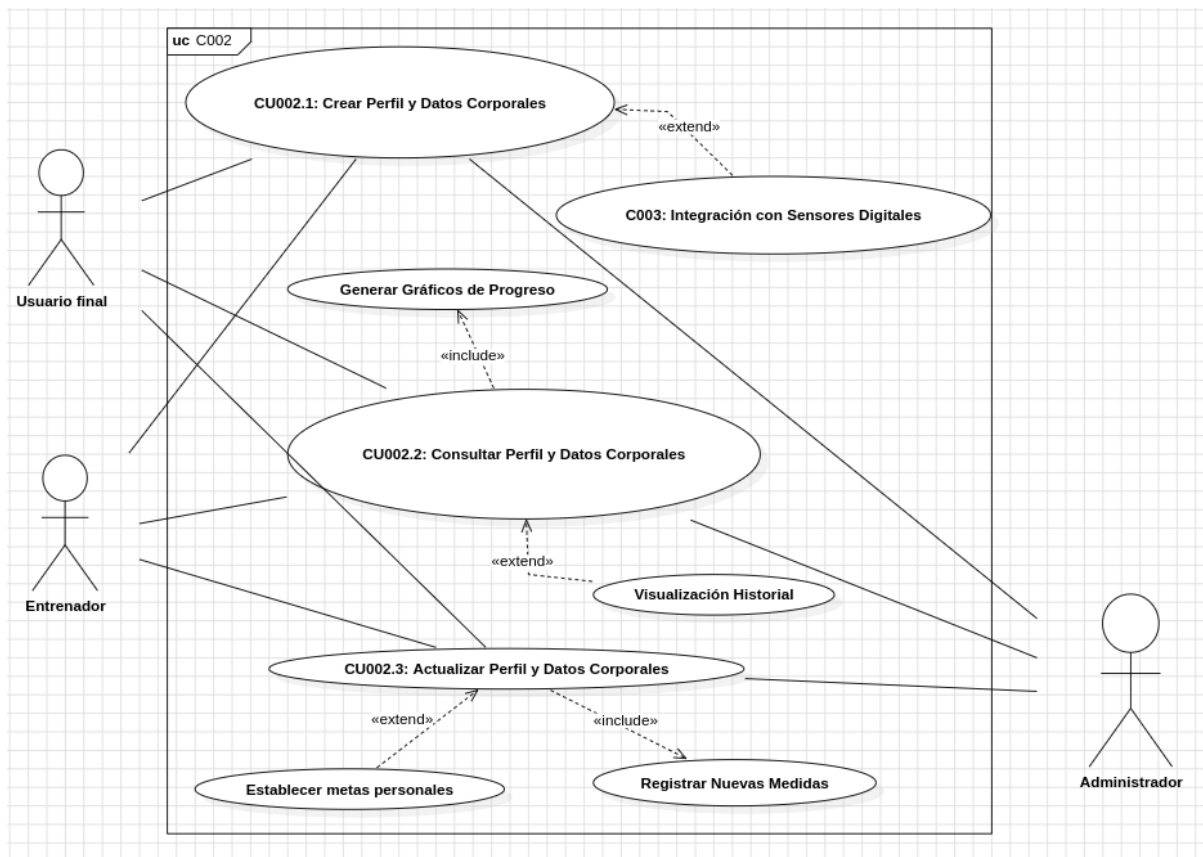 uc C002
CU002.1: Crear Perfil y Datos Corporales
«extend»
C003: Integración con Sensores Digitales
Usuario final
Generar Gráficos de Progreso
«include»
CU002.2: Consultar Perfil y Datos Corporales
«extend»
Visualización Historial
Entrenador
CU002.3: Actualizar Perfil y Datos Corporales
«extend»
«include»
Establecer metas personales
Registrar Nuevas Medidas
Administrador